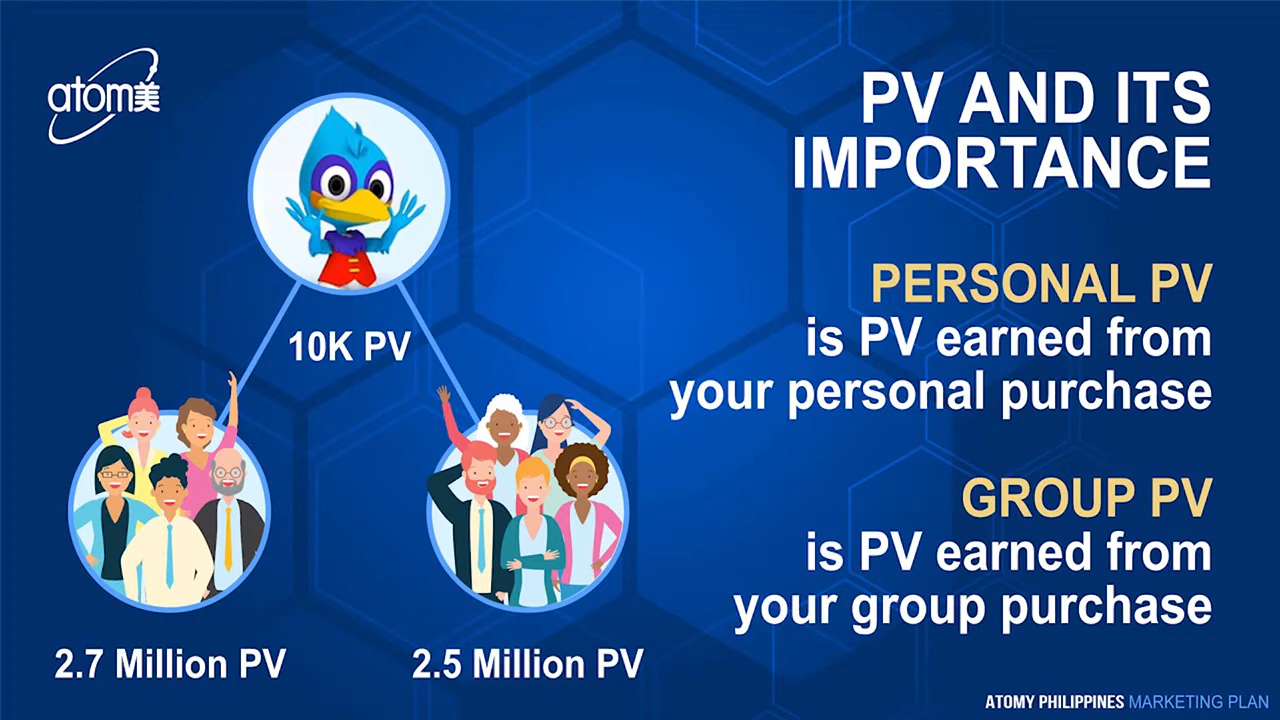 atom美
PV AND ITS
IMPORTANCE
10K PV
2.7 Million PV
2.5 Million PV
PERSONAL PV
is PV earned from
your personal purchase
GROUP PV
is PV earned from
your group purchase
ATOMY PHILIPPINES MARKETING PLAN